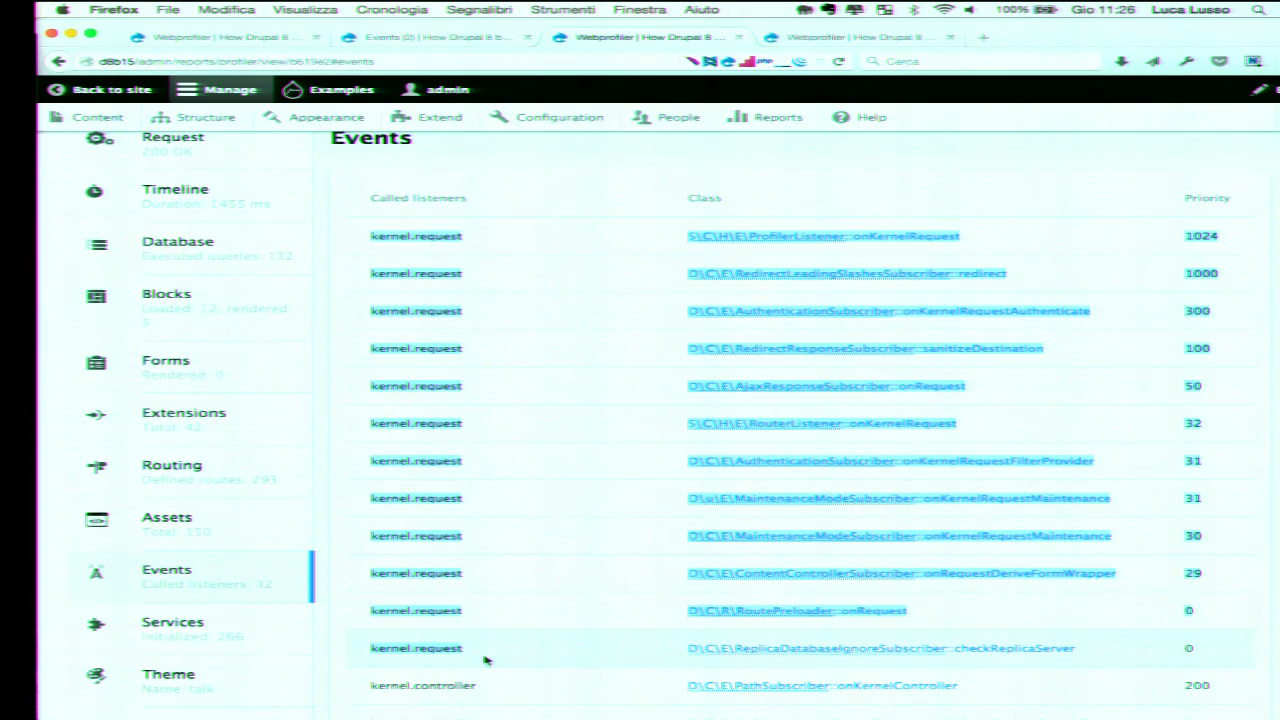 Firefox File Modifica Visualizza Cronologia Segnalibri Strumenti Finestra Aiuto 100% Gio 11:26 Luca Lusso
Webprofiler | How Drupal 8 ... Events (2) | How Drupal 8 b... Webprofiler | How Drupal 8 ... Webprofiler | How Drupal 8 ...
d8b15/admin/reports/profiler/view/b619e2#events php Cerca
Back to site Manage Examples admin
Content Structure Appearance Extend Configuration People Reports Help
Request
200 OK
Timeline
Duration: 1455 ms
Database
Executed queries: 132
Blocks
Loaded: 12, rendered:
5
Forms
Rendered: 0
Extensions
Total: 42
Routing
Defined routes: 293
Assets
Total: 150
Events
Called listeners: 32
Services
Initialized: 266
Theme
Name: talk
Events
Called listeners Class Priority
kernel.request S\C\H\E\ProfilerListener::onKernelRequest 1024
kernel.request D\C\E\RedirectLeadingSlashesSubscriber::redirect 1000
kernel.request D\C\E\AuthenticationSubscriber::onKernelRequestAuthenticate 300
kernel.request D\C\E\RedirectResponseSubscriber::sanitizeDestination 100
kernel.request D\C\E\AjaxResponseSubscriber::onRequest 50
kernel.request S\C\H\E\RouterListener::onKernelRequest 32
kernel.request D\C\E\AuthenticationSubscriber::onKernelRequestFilterProvider 31
kernel.request D\u\E\MaintenanceModeSubscriber::onKernelRequestMaintenance 31
kernel.request D\C\E\MaintenanceModeSubscriber::onKernelRequestMaintenance 30
kernel.request D\C\E\ContentControllerSubscriber::onRequestDeriveFormWrapper 29
kernel.request D\C\R\RoutePreloader::onRequest 0
kernel.request D\C\E\ReplicaDatabaseIgnoreSubscriber::checkReplicaServer 0
kernel.controller D\C\E\PathSubscriber::onKernelController 200